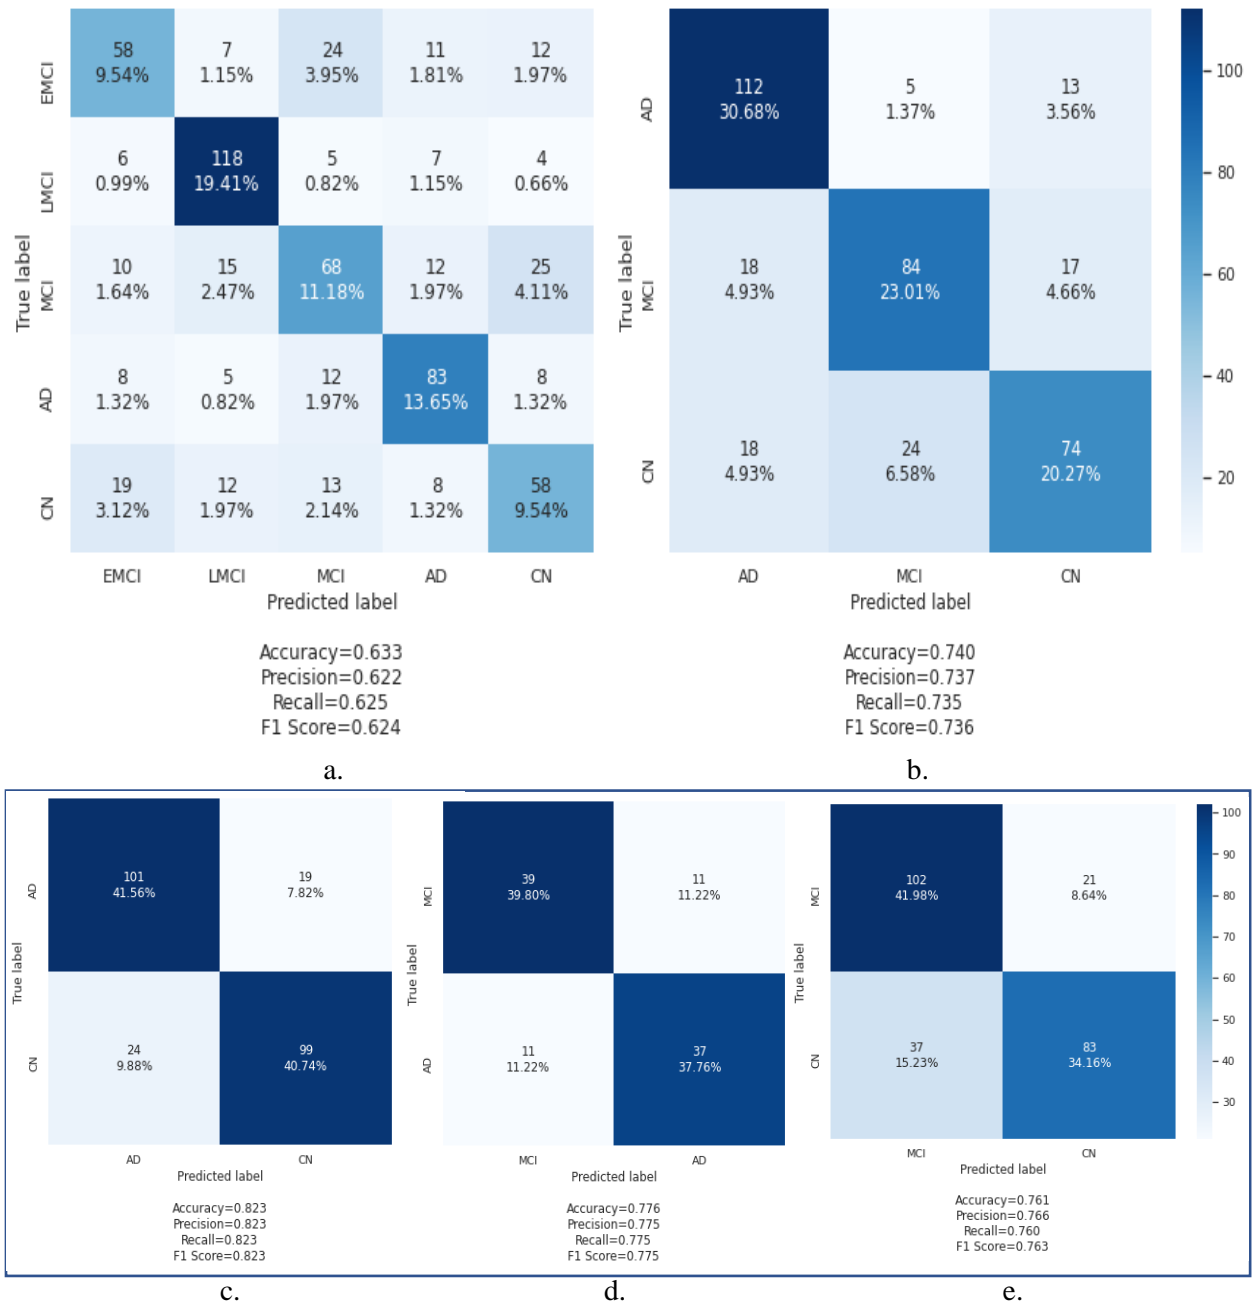 58 7 24 11 12
9.54% 1.15% 3.95% 1.81% 1.97%
EMCI
6 118 5 7 4
0.99% 19.41% 0.82% 1.15% 0.66%
LMCI
10 15 68 12 25
1.64% 2.47% 11.18% 1.97% 4.11%
MCI
True label
8 5 12 83 8
1.32% 0.82% 1.97% 13.65% 1.32%
AD
19 12 13 8 58
3.12% 1.97% 2.14% 1.32% 9.54%
CN
EMCI LMCI MCI AD CN
Predicted label
Accuracy=0.633
Precision=0.622
Recall=0.625
F1 Score=0.624
a.
112 5 13
30.68% 1.37% 3.56%
AD
18 84 17
4.93% 23.01% 4.66%
MCI
True label
18 24 74
4.93% 6.58% 20.27%
CN
AD MCI CN
Predicted label
100
80
60
40
20
Accuracy=0.740
Precision=0.737
Recall=0.735
F1 Score=0.736
b.
101 19
41.56% 7.82%
AD
True label
24 99
9.88% 40.74%
CN
AD CN
Predicted label
Accuracy=0.823
Precision=0.823
Recall=0.823
F1 Score=0.823
c.
39 11
39.80% 11.22%
MCI
True label
11 37
11.22% 37.76%
AD
MCI AD
Predicted label
Accuracy=0.776
Precision=0.775
Recall=0.775
F1 Score=0.775
d.
102 21
41.98% 8.64%
MCI
True label
37 83
15.23% 34.16%
CN
MCI CN
Predicted label
100
90
80
70
60
50
40
30
Accuracy=0.761
Precision=0.766
Recall=0.760
F1 Score=0.763
e.